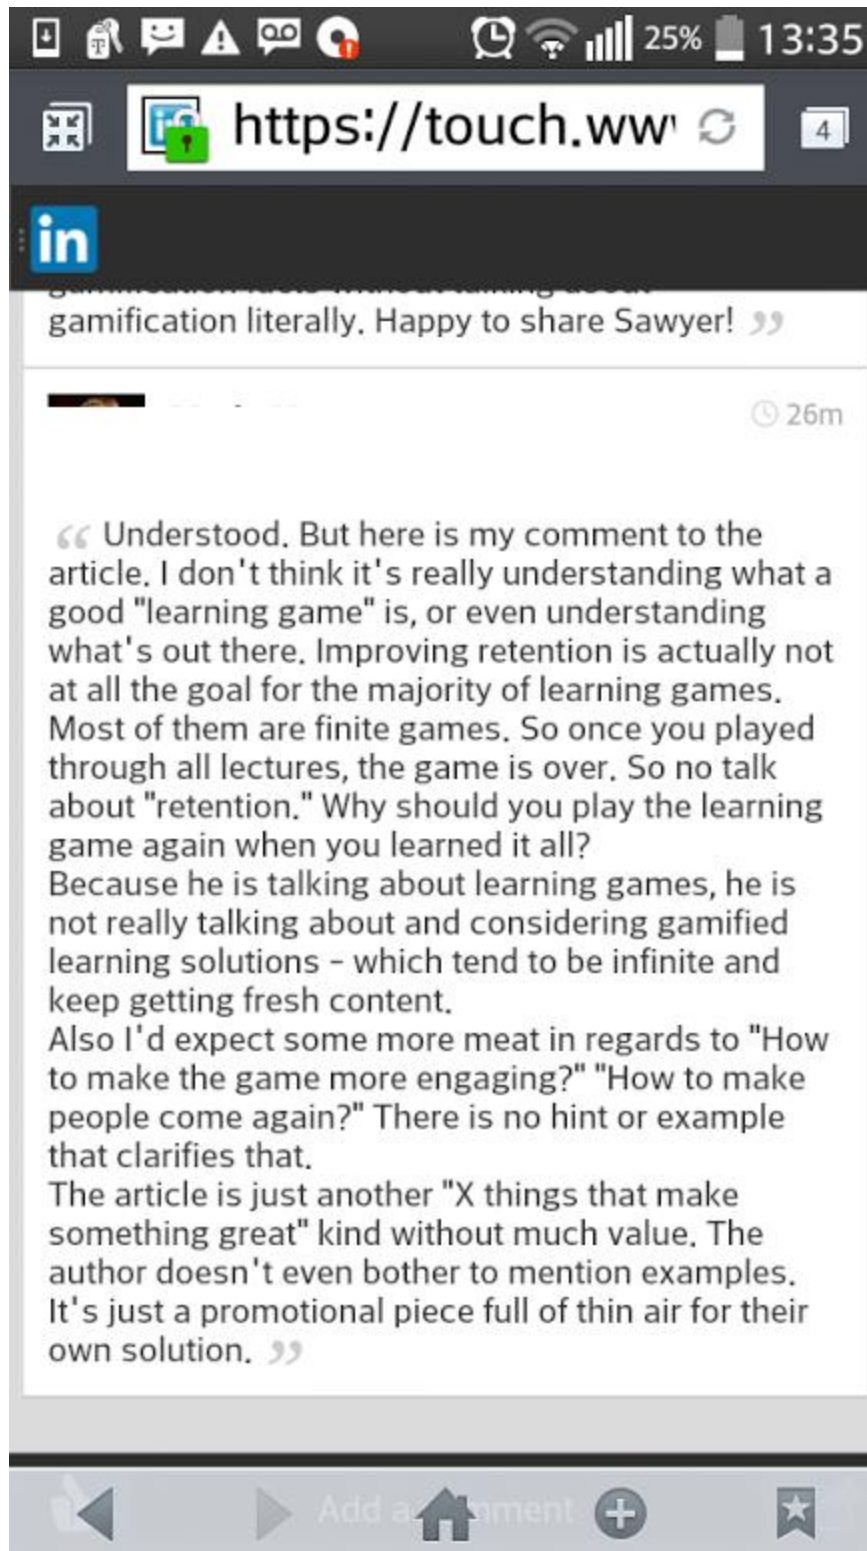 25% 13:35
https://touch.ww
4
in
gamification literally. Happy to share Sawyer! ”
26m
“ Understood. But here is my comment to the
article. I don't think it's really understanding what a
good "learning game" is, or even understanding
what's out there. Improving retention is actually not
at all the goal for the majority of learning games.
Most of them are finite games. So once you played
through all lectures, the game is over. So no talk
about "retention." Why should you play the learning
game again when you learned it all?
Because he is talking about learning games, he is
not really talking about and considering gamified
learning solutions – which tend to be infinite and
keep getting fresh content.
Also I'd expect some more meat in regards to "How
to make the game more engaging?" "How to make
people come again?" There is no hint or example
that clarifies that.
The article is just another "X things that make
something great" kind without much value. The
author doesn't even bother to mention examples.
It's just a promotional piece full of thin air for their
own solution. ”
Add a comment